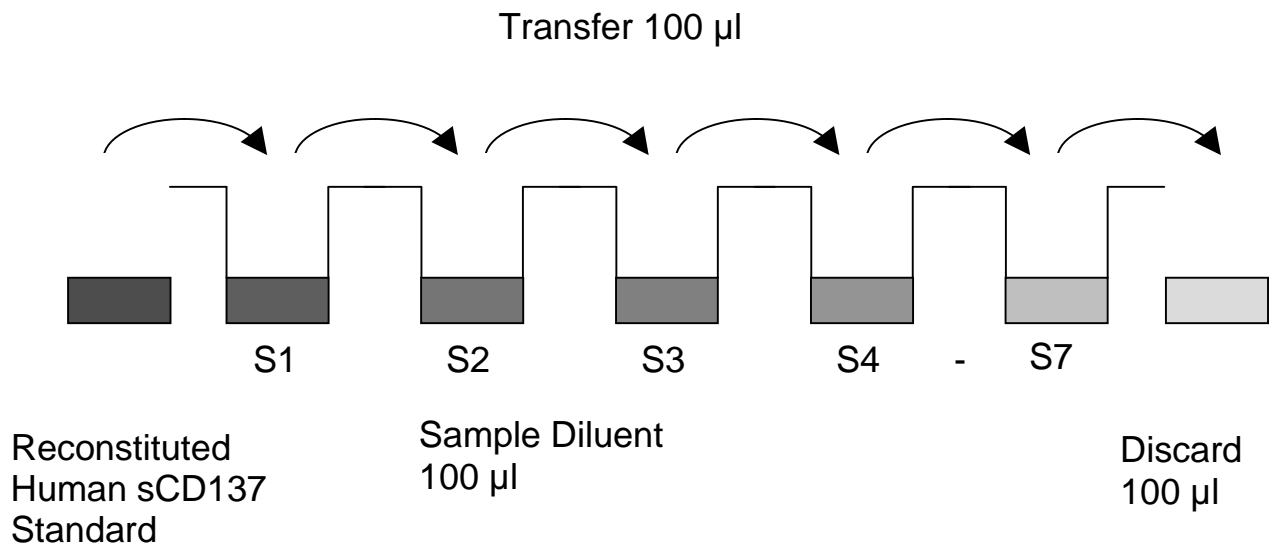 Transfer 100 µl
S1 S2 S3 S4 - S7
Reconstituted
Human sCD137
Standard
Sample Diluent
100 µl
Discard
100 µl